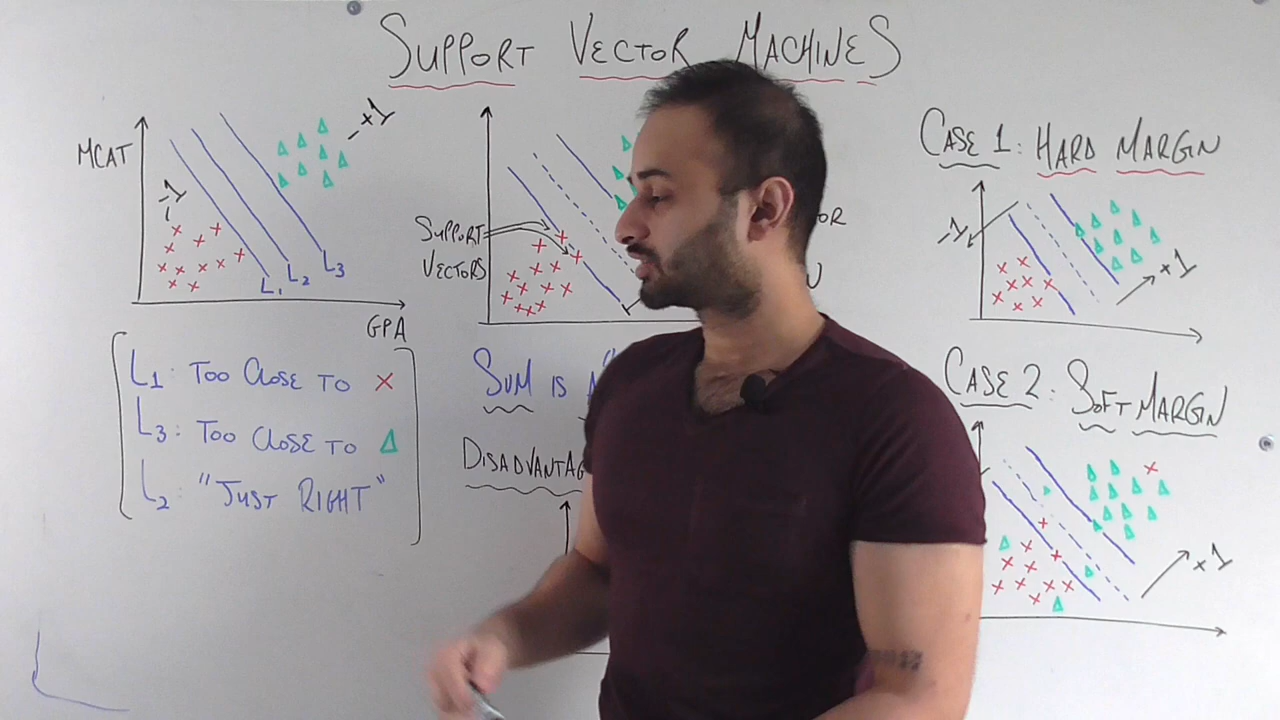 SUPPORT VECTOR MACHINES
MCAT
-1
+1
L1
L2
L3
GPA
L1: TOO CLOSE TO X
L3: TOO CLOSE TO Δ
L2: "JUST RIGHT"
SUPPORT
VECTORS
OR
N
SVM IS A
DISADVANTAG
CASE 1: HARD MARGIN
-1
+1
CASE 2: SOFT MARGIN
+1